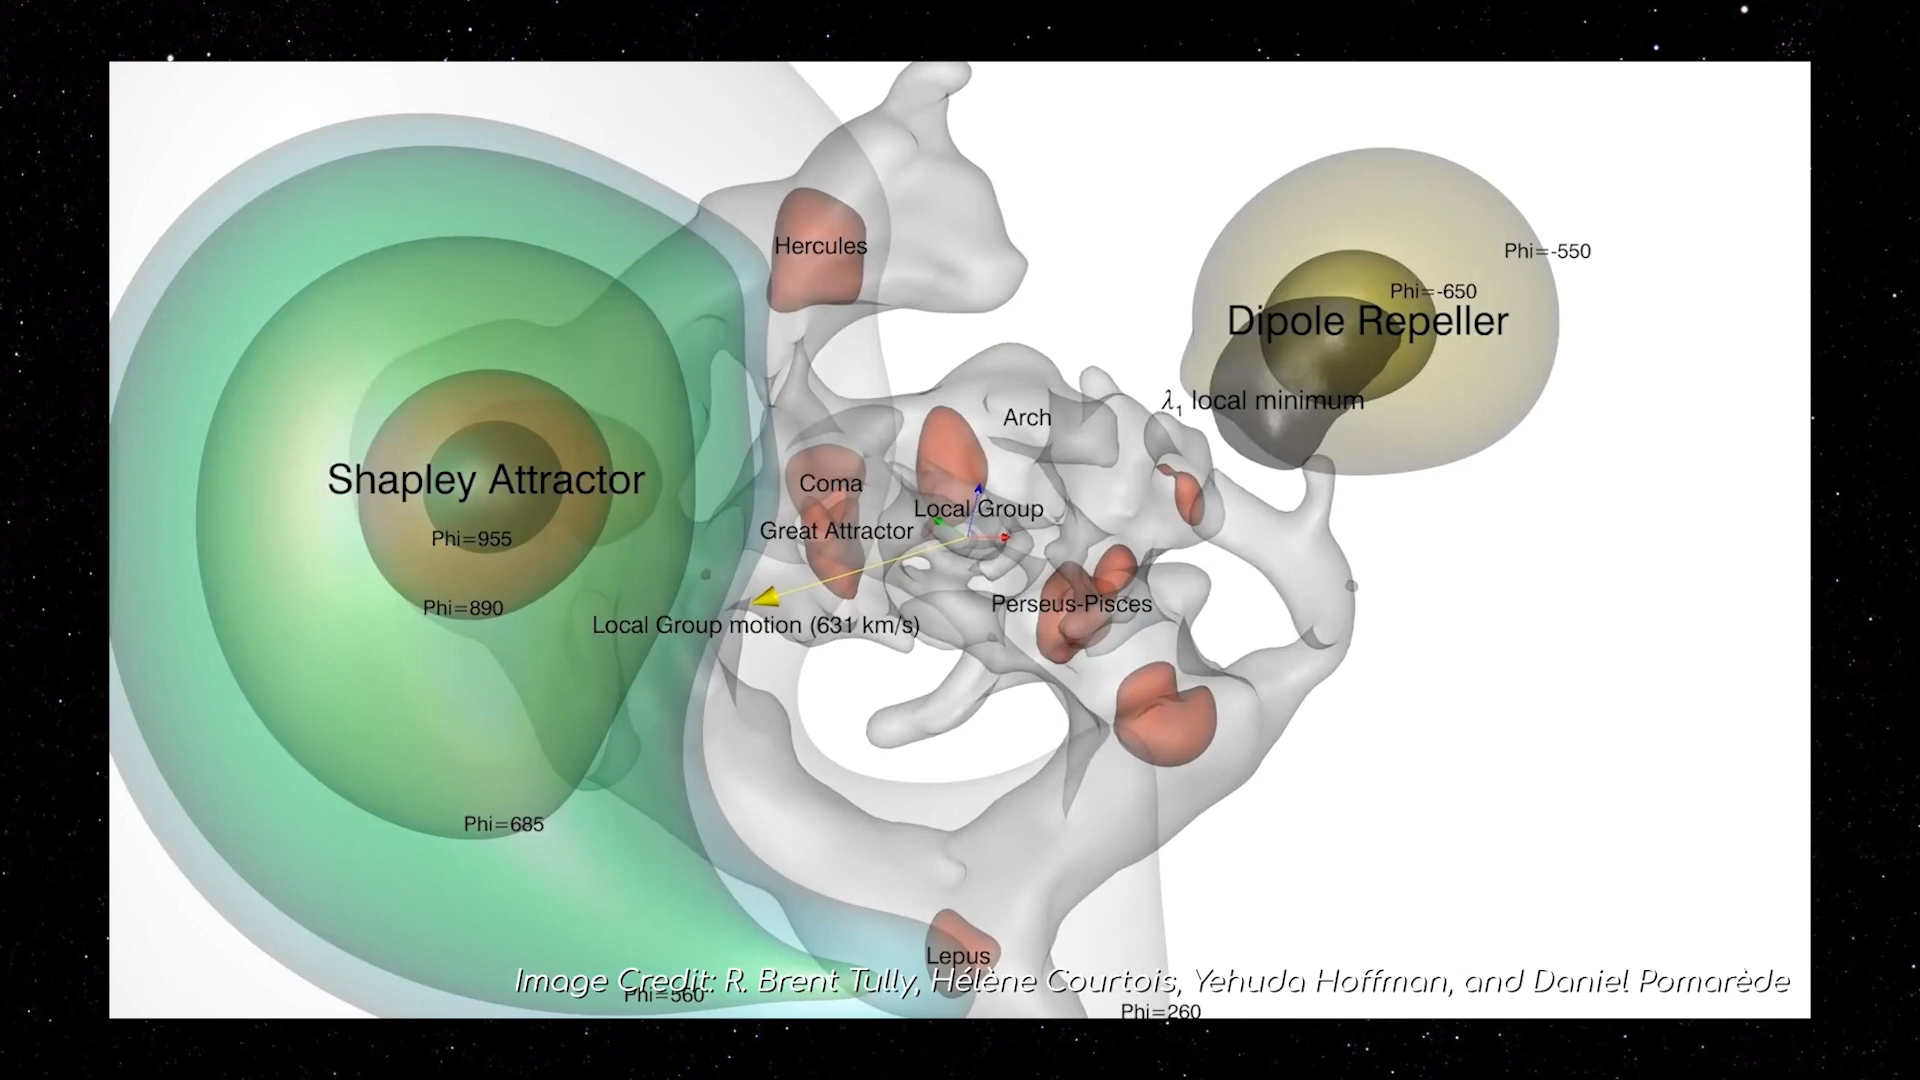 Hercules
Phi=-550
Phi=-650
Dipole Repeller
λ1 local minimum
Arch
Shapley Attractor
Coma
Local Group
Great Attractor
Phi=955
Phi=890
Perseus-Pisces
Local Group motion (631 km/s)
Phi=685
Lepus
Image Credit: R. Brent Tully, Hélène Courtois, Yehuda Hoffman, and Daniel Pomarède
Phi=560
Phi=260